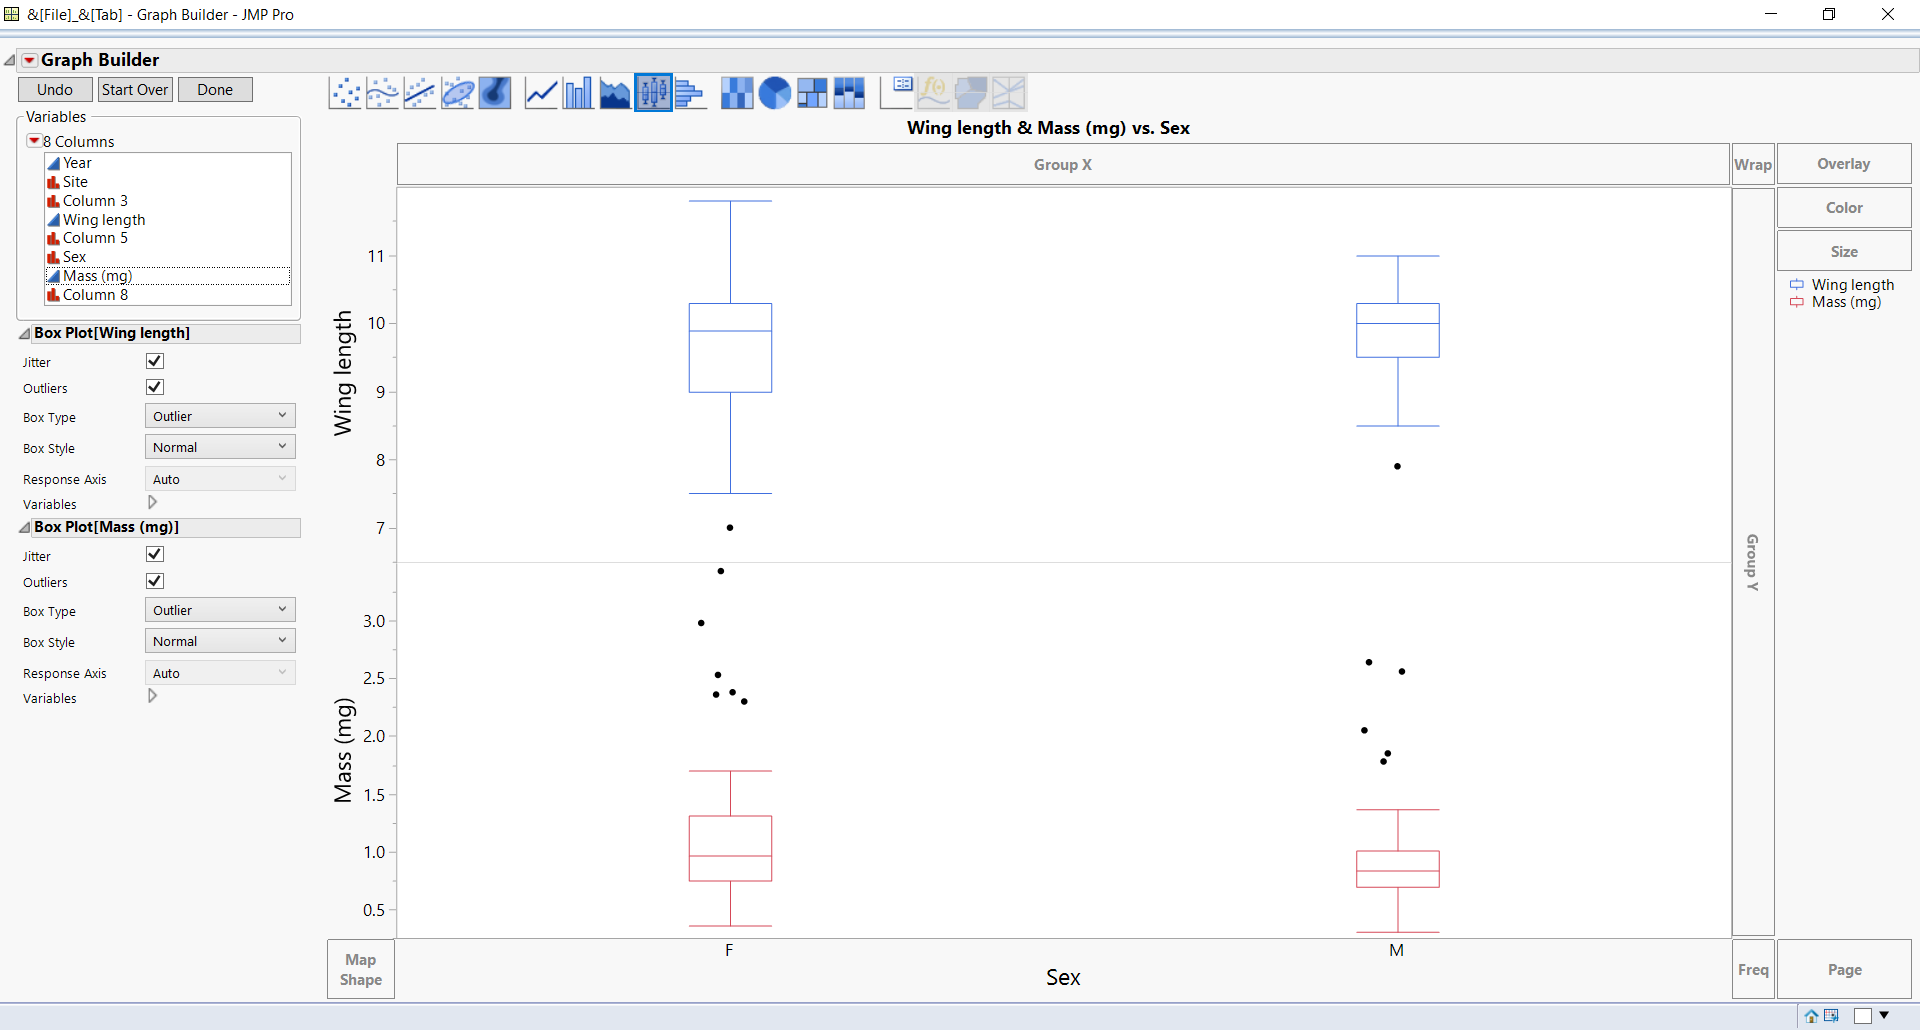 &[File]_&[Tab] - Graph Builder - JMP Pro
Graph Builder
Undo
Start Over
Done
Variables
8 Columns
Year
Site
Column 3
Wing length
Column 5
Sex
Mass (mg)
Column 8
Box Plot[Wing length]
Jitter
Outliers
Box Type
Outlier
Box Style
Normal
Response Axis
Auto
Variables
Box Plot[Mass (mg)]
Jitter
Outliers
Box Type
Outlier
Box Style
Normal
Response Axis
Auto
Variables
Wing length & Mass (mg) vs. Sex
Group X
Wrap
Overlay
Color
Size
Wing length
Mass (mg)
Wing length
11
10
9
8
7
Mass (mg)
3.0
2.5
2.0
1.5
1.0
0.5
Group Y
F
M
Sex
Map
Shape
Freq
Page